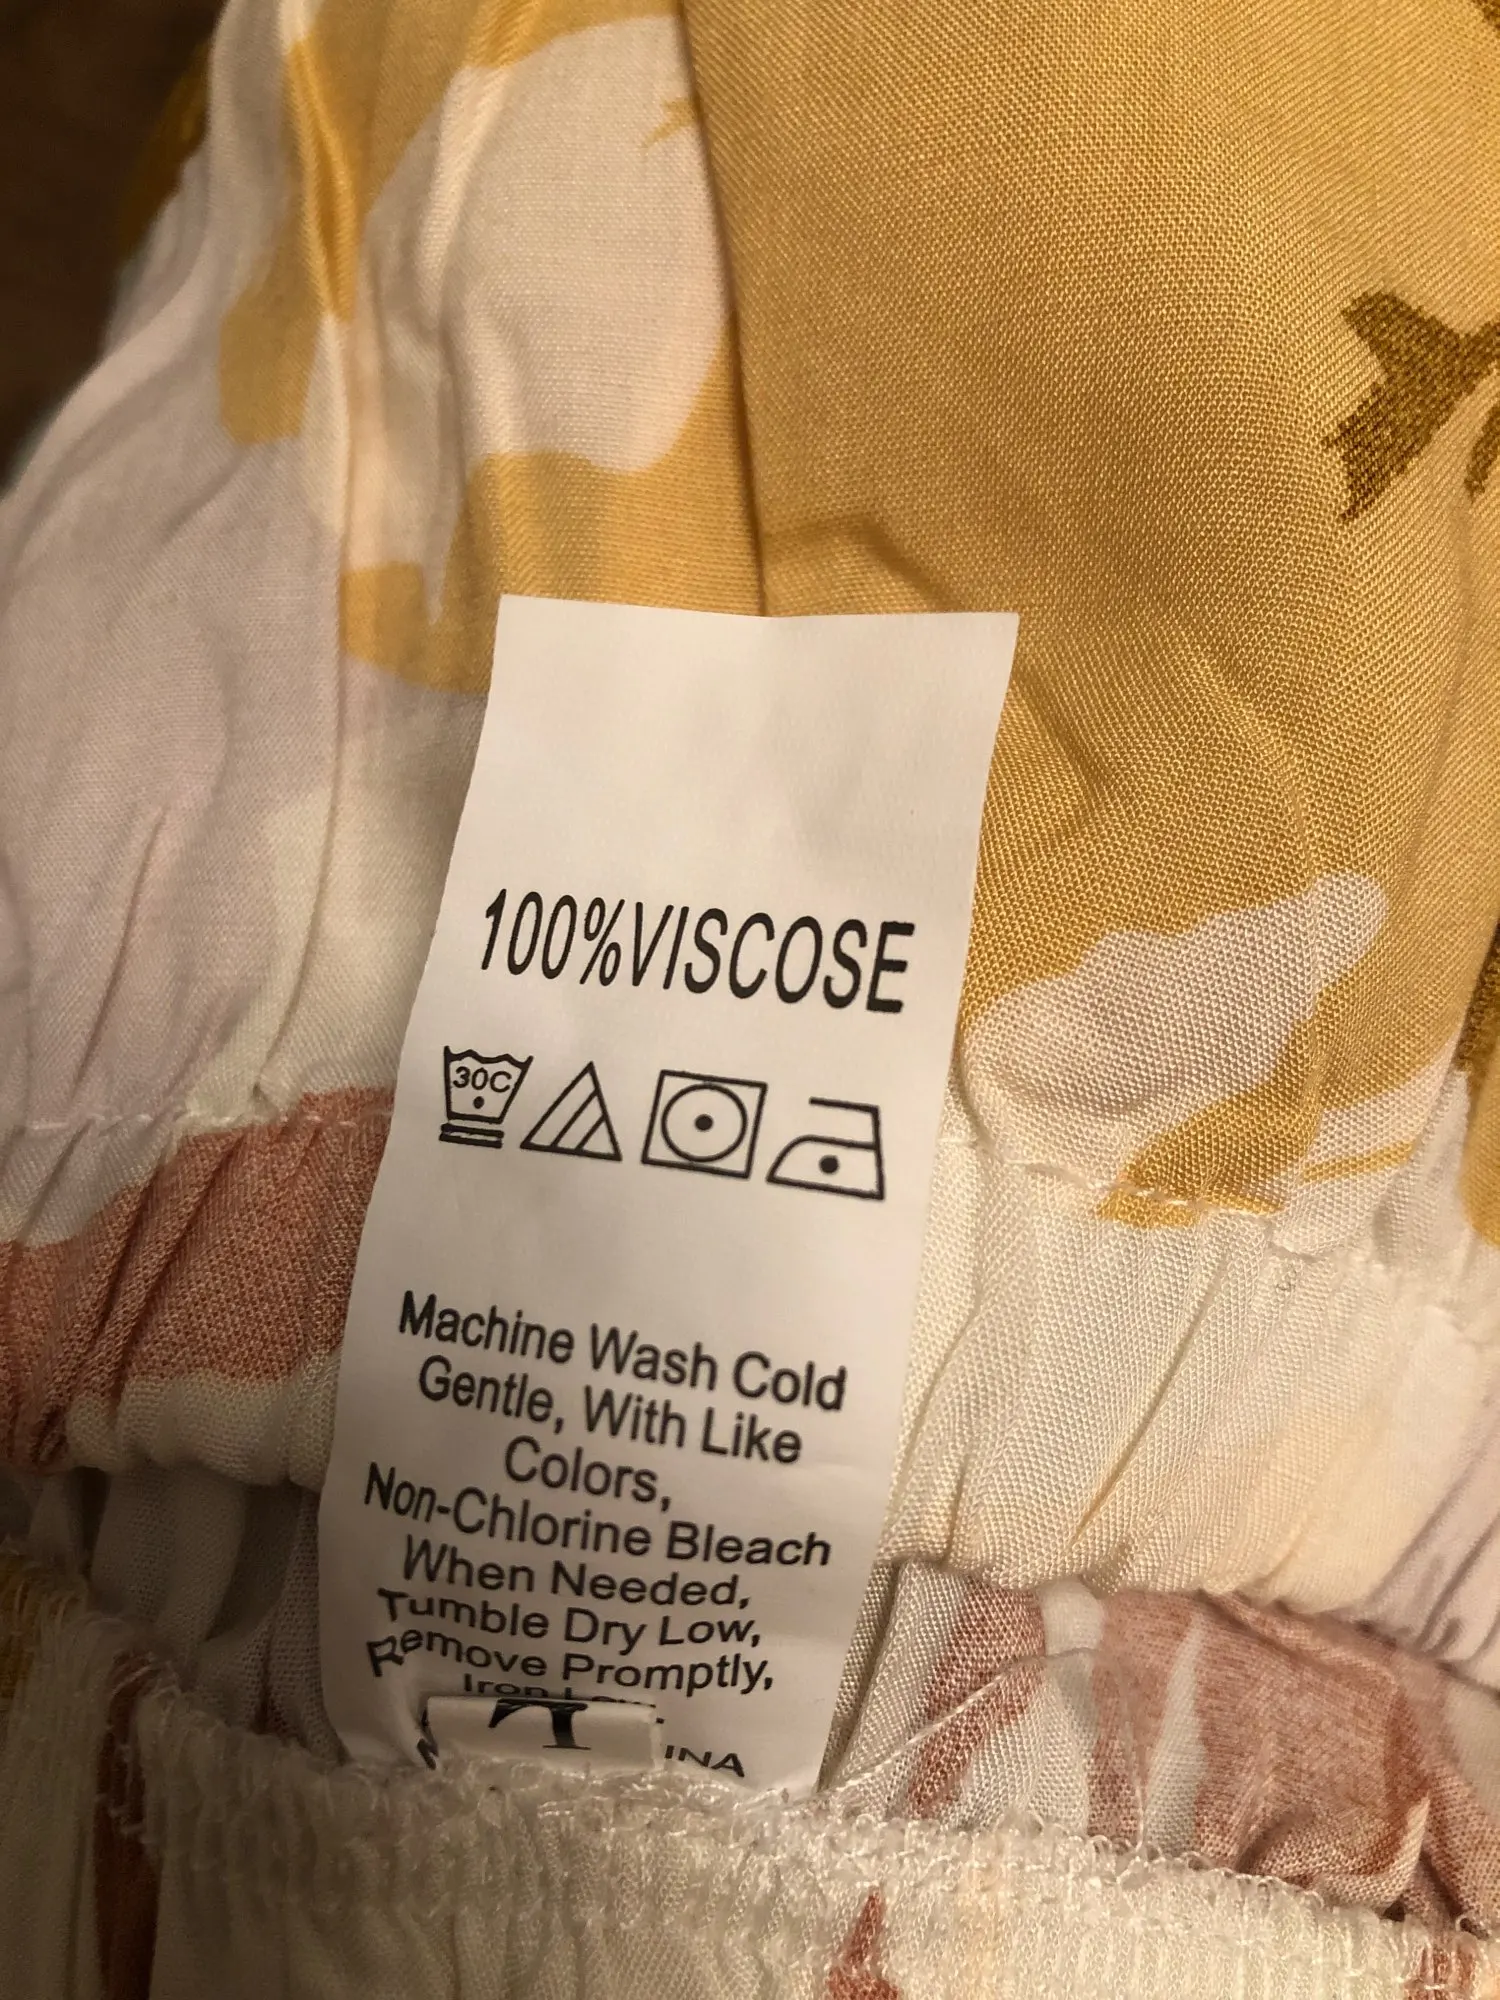 100%VISCOSE
30C
Machine Wash Cold
Gentle, With Like
Colors,
Non-Chlorine Bleach
When Needed,
Tumble Dry Low,
Remove Promptly,
Iron
L